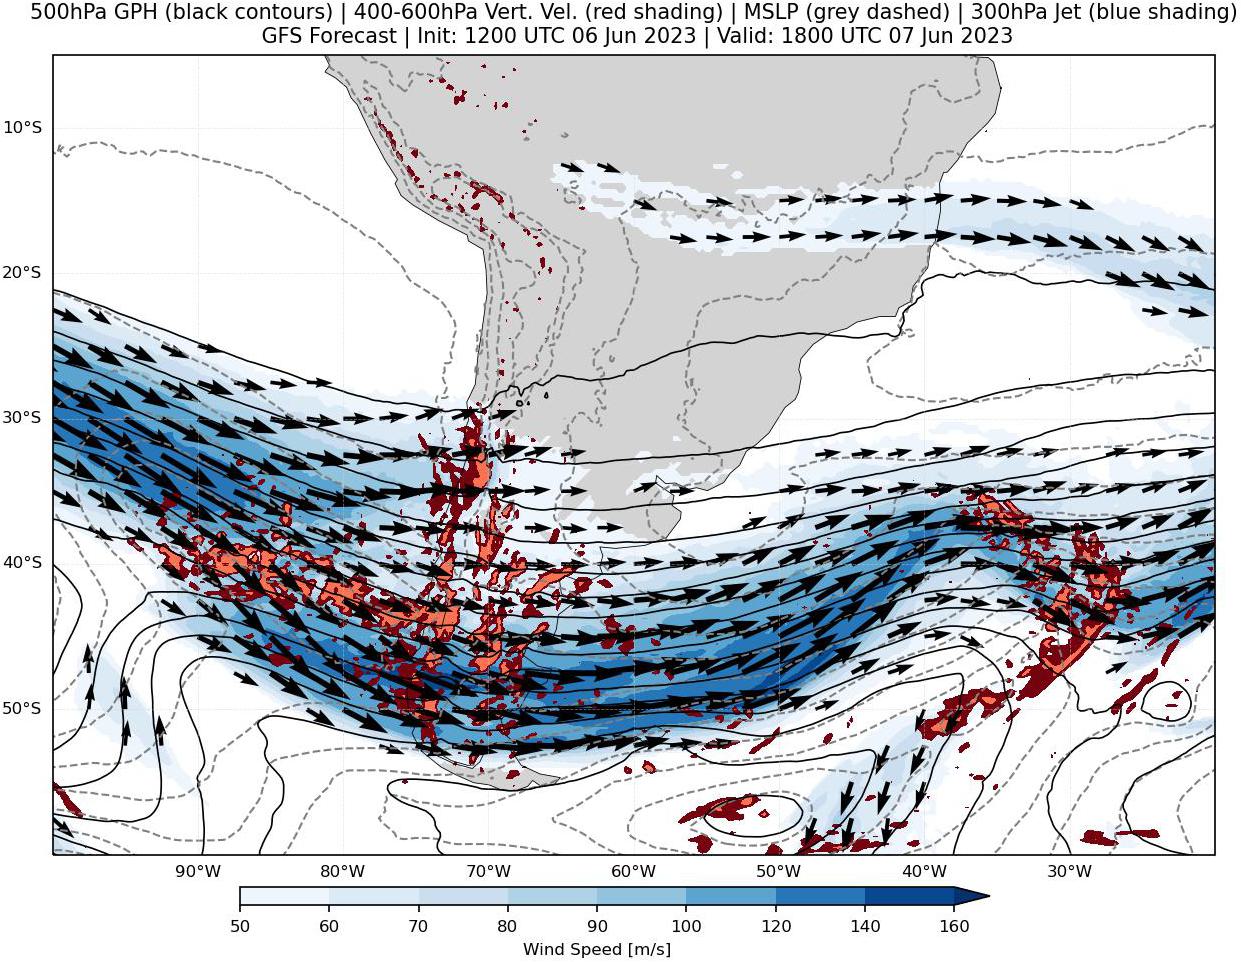 500hPa GPH (black contours) | 400-600hPa Vert. Vel. (red shading) | MSLP (grey dashed) | 300hPa Jet (blue shading)
GFS Forecast | Init: 1200 UTC 06 Jun 2023 | Valid: 1800 UTC 07 Jun 2023
10°S
20°S
30°S
40°S
50°S
90°W 80°W 70°W 60°W 50°W 40°W 30°W
50 60 70 80 90 100 120 140 160
Wind Speed [m/s]